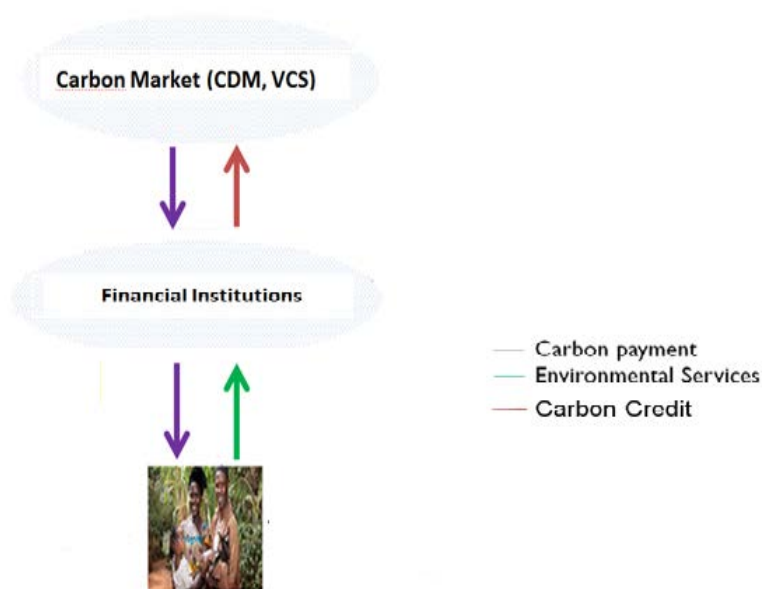 Carbon Market (CDM, VCS)
Financial Institutions
Carbon payment
Environmental Services
Carbon Credit